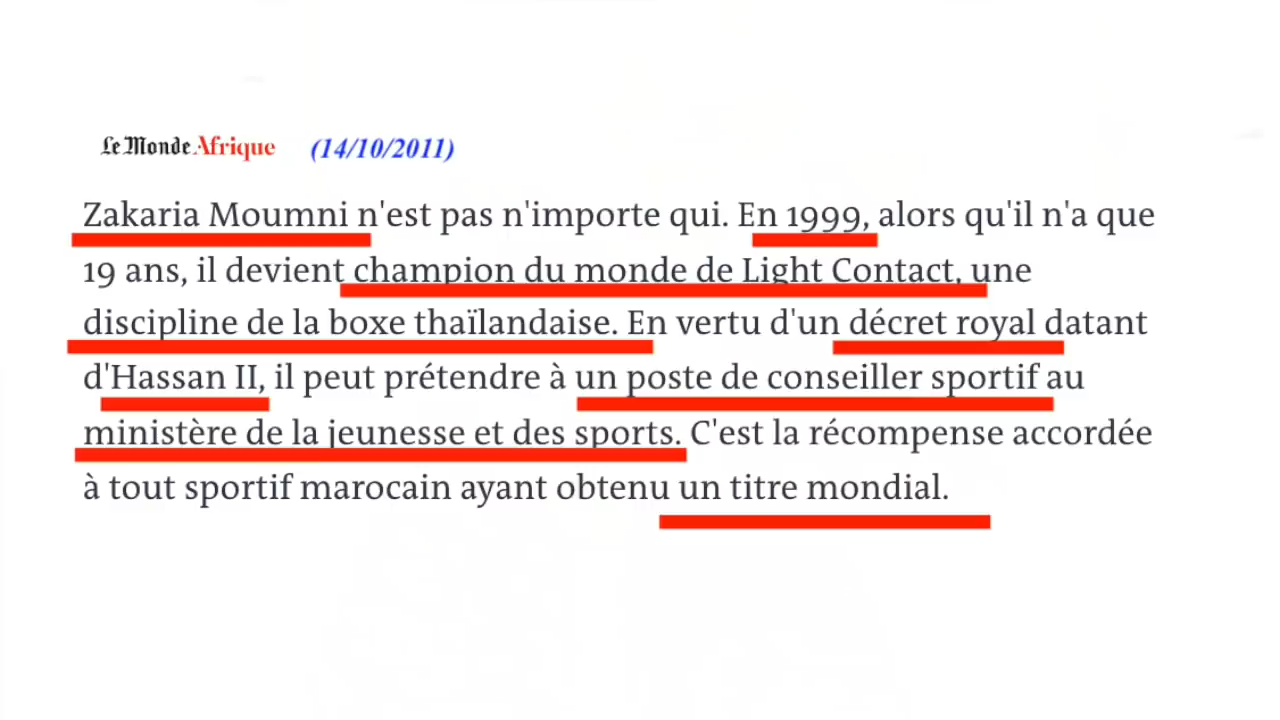 Le Monde Afrique (14/10/2011)
Zakaria Moumni n'est pas n'importe qui. En 1999, alors qu'il n'a que
19 ans, il devient champion du monde de Light Contact, une
discipline de la boxe thaïlandaise. En vertu d'un décret royal datant
d'Hassan II, il peut prétendre à un poste de conseiller sportif au
ministère de la jeunesse et des sports. C'est la récompense accordée
à tout sportif marocain ayant obtenu un titre mondial.